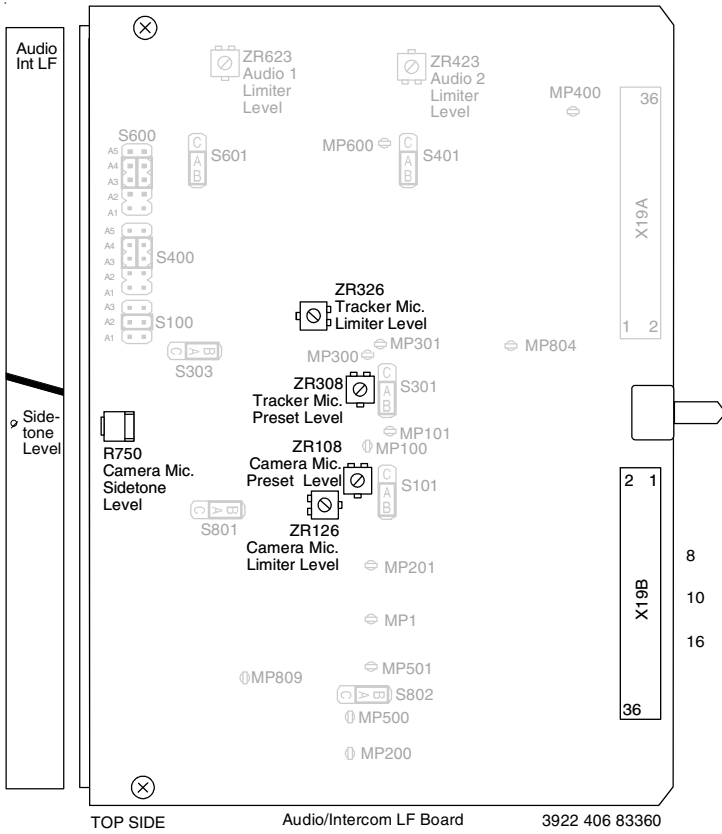 Audio
Int LF
ZR623
Audio 1
Limiter
Level
ZR423
Audio 2
Limiter
Level
MP400
36
S600
A5
A4
A3
A2
A1
C
A
B
S601
MP600
C
A
B
S401
X19A
A5
A4
A3
A2
A1
S400
A3
A2
A1
S100
ZR326
Tracker Mic.
Limiter Level
1 2
C A B
S303
MP301
MP300
MP804
ZR308
Tracker Mic.
Preset Level
C
A
B
S301
Side-
tone
Level
R750
Camera Mic.
Sidetone
Level
MP101
MP100
ZR108
Camera Mic.
Preset Level
C
A
B
S101
2 1
C A B
S801
ZR126
Camera Mic.
Limiter Level
MP201
X19B
8
10
16
MP1
MP501
MP809
C A B
S802
MP500
36
MP200
TOP SIDE
Audio/Intercom LF Board
3922 406 83360